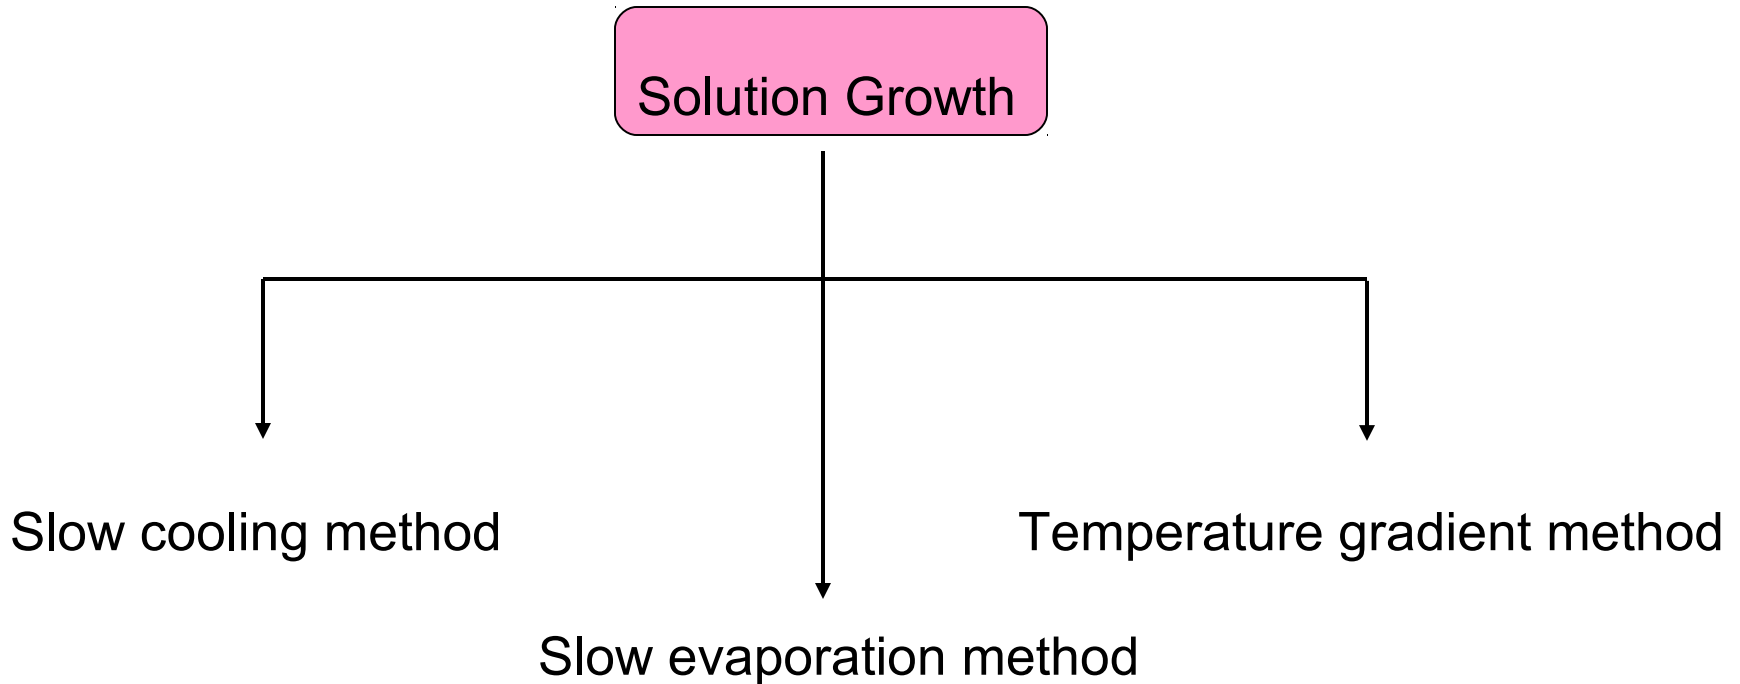 Solution Growth
Slow cooling method
Temperature gradient method
Slow evaporation method